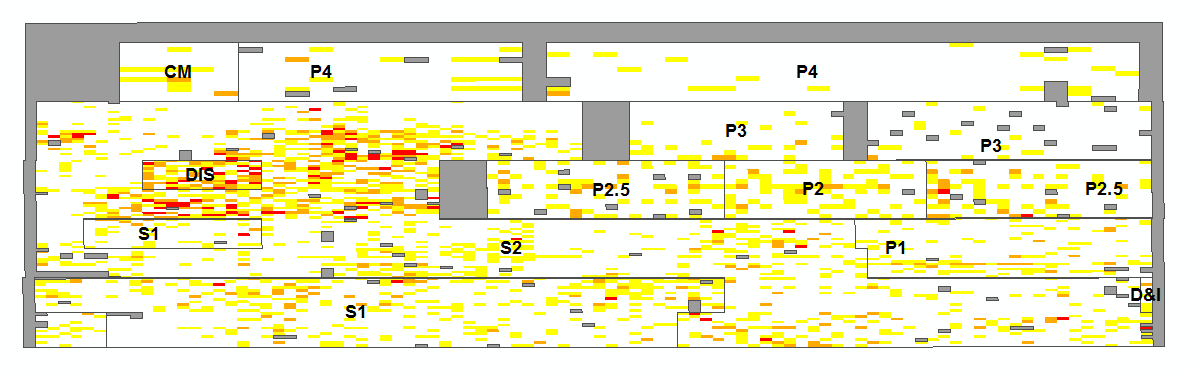 CM P4 P4
P3 P3
DIS P2.5 P2 P2.5
S1 S2 P1
D&I
S1